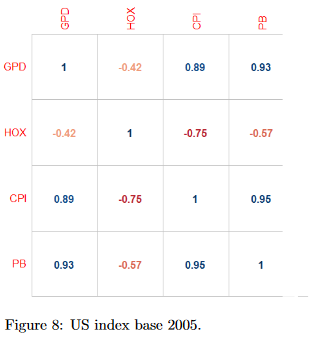 GPD HOX CPI PB
GPD 1 -0.42 0.89 0.93
HOX -0.42 1 -0.75 -0.57
CPI 0.89 -0.75 1 0.95
PB 0.93 -0.57 0.95 1
Figure 8: US index base 2005.